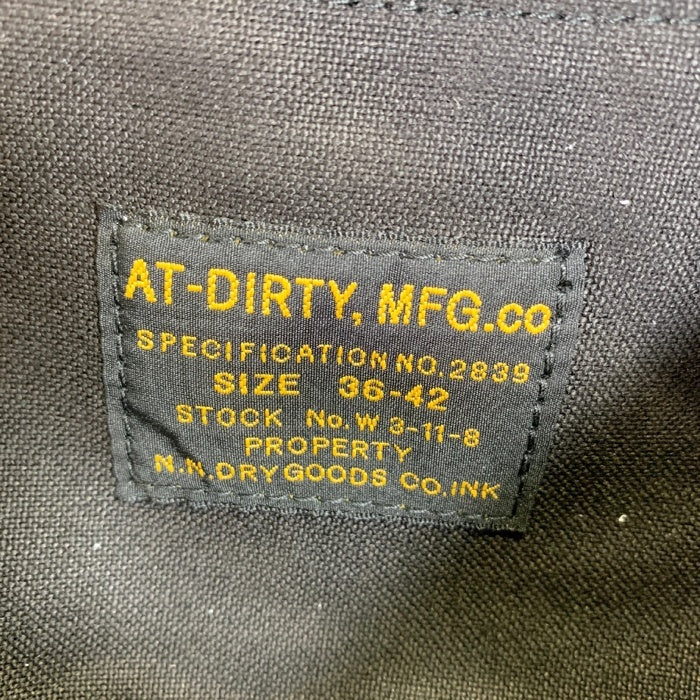 AT-DIRTY, MFG.co
SPECIFICATION NO.2839
SIZE 36-42
STOCK No.W 3-11-8
PROPERTY
N.N.DRYGOODS CO.INK